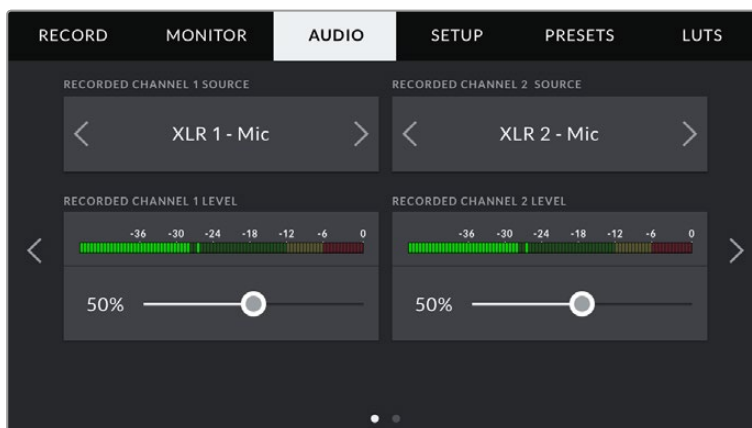 RECORD MONITOR AUDIO SETUP PRESETS LUTS
RECORDED CHANNEL 1 SOURCE RECORDED CHANNEL 2 SOURCE
XLR 1 - Mic XLR 2 - Mic
RECORDED CHANNEL 1 LEVEL RECORDED CHANNEL 2 LEVEL
-36 -30 -24 -18 -12 -6 0 -36 -30 -24 -18 -12 -6 0
50% 50%